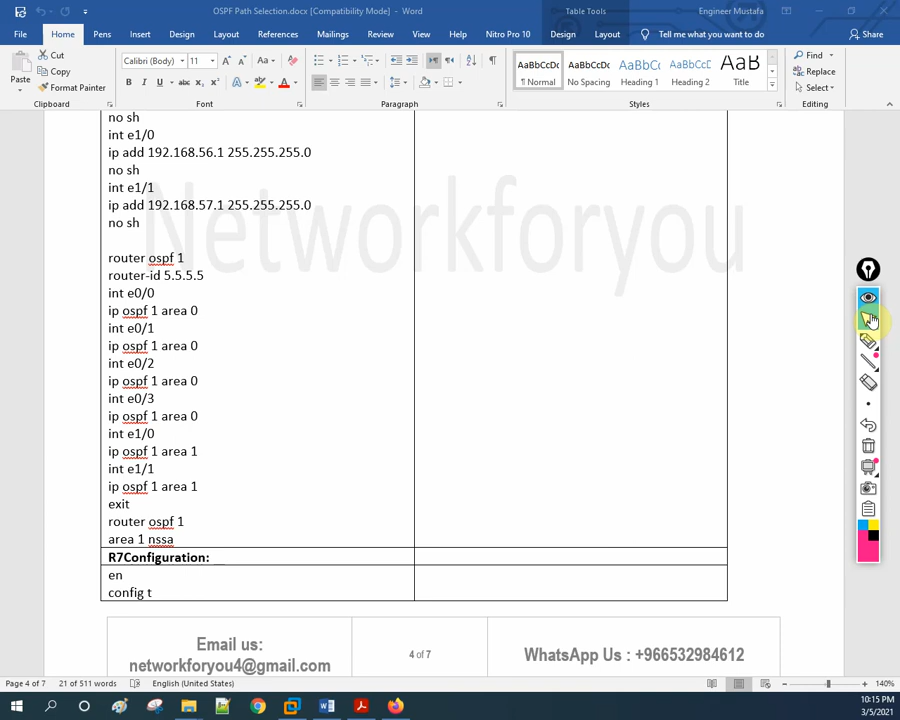 OSPF Path Selection.docx [Compatibility Mode] - Word
Table Tools
Engineer Mustafa
File Home Pens Insert Design Layout References Mailings Review View Help Nitro Pro 10 Design Layout Tell me what you want to do Share
Paste
Cut
Copy
Format Painter
Calibri (Body) 11
AaBbCcDc AaBbCcDc AaBbCc AaBbCcD AaB
¶ Normal No Spacing Heading 1 Heading 2 Title
Find
Replace
Select
Clipboard Font Paragraph Styles Editing
no sh
int e1/0
ip add 192.168.56.1 255.255.255.0
no sh
int e1/1
ip add 192.168.57.1 255.255.255.0
no sh
Networkforyou
router ospf 1
router-id 5.5.5.5
int e0/0
ip ospf 1 area 0
int e0/1
ip ospf 1 area 0
int e0/2
ip ospf 1 area 0
int e0/3
ip ospf 1 area 0
int e1/0
ip ospf 1 area 1
int e1/1
ip ospf 1 area 1
exit
router ospf 1
area 1 nssa
R7Configuration:
en
config t
Email us:
networkforyou4@gmail.com
4 of 7
WhatsApp Us : +966532984612
Page 4 of 7 21 of 511 words English (United States) 140%
10:15 PM
3/5/2021